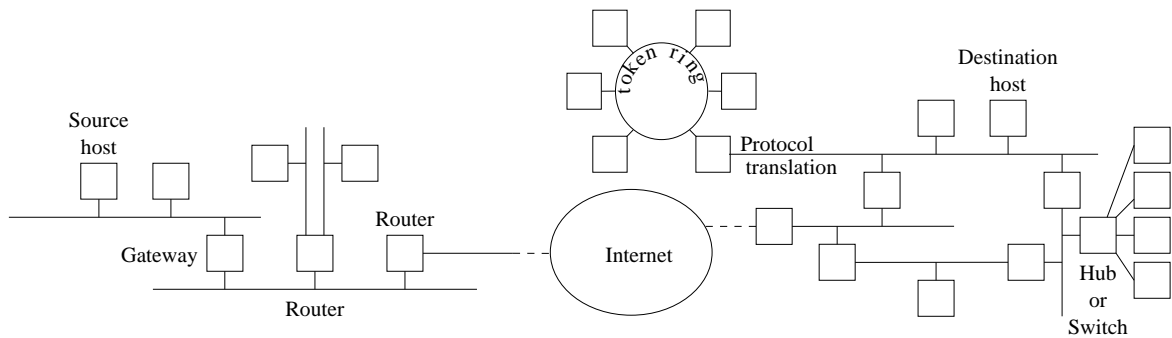 token ring
Destination
host
Source
host
Protocol
translation
Router
Gateway
Internet
Hub
or
Switch
Router